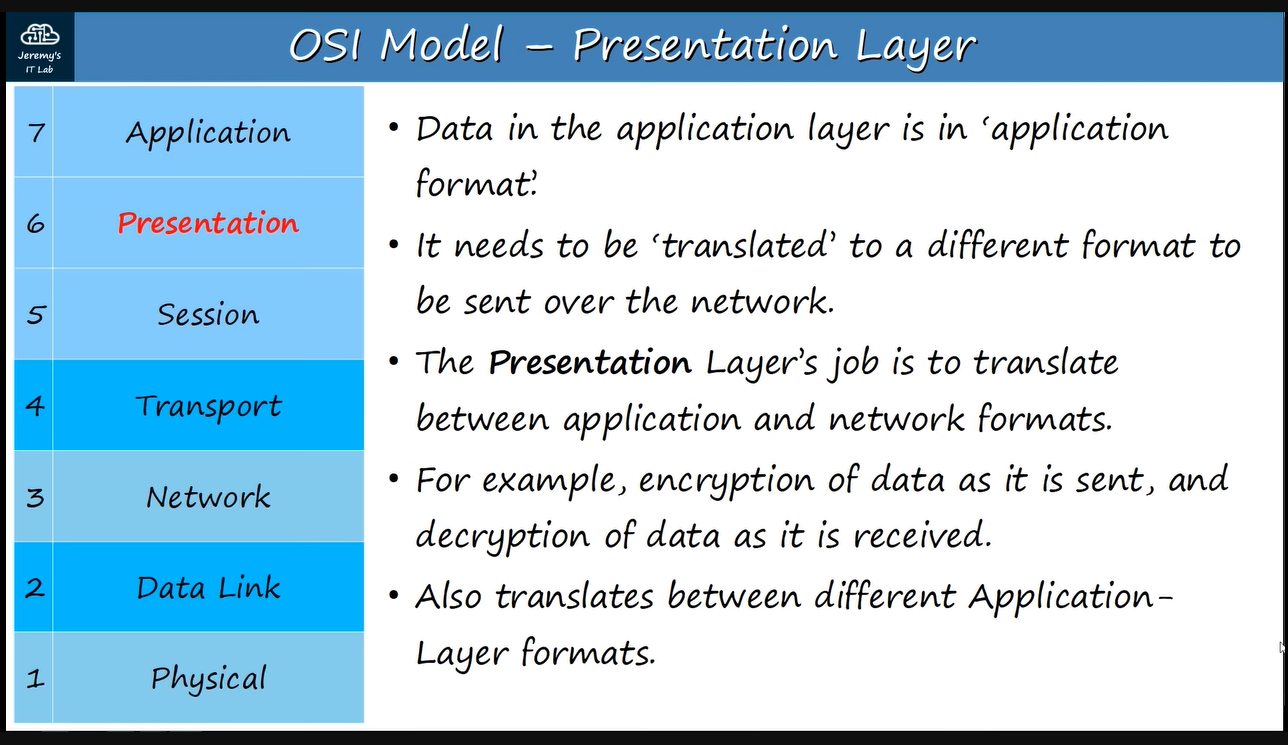 Jeremy's
IT Lab
OSI Model – Presentation Layer
7 Application
6 Presentation
5 Session
4 Transport
3 Network
2 Data Link
1 Physical
• Data in the application layer is in ‘application
format’.
• It needs to be ‘translated’ to a different format to
be sent over the network.
• The Presentation Layer’s job is to translate
between application and network formats.
• For example, encryption of data as it is sent, and
decryption of data as it is received.
• Also translates between different Application-
Layer formats.